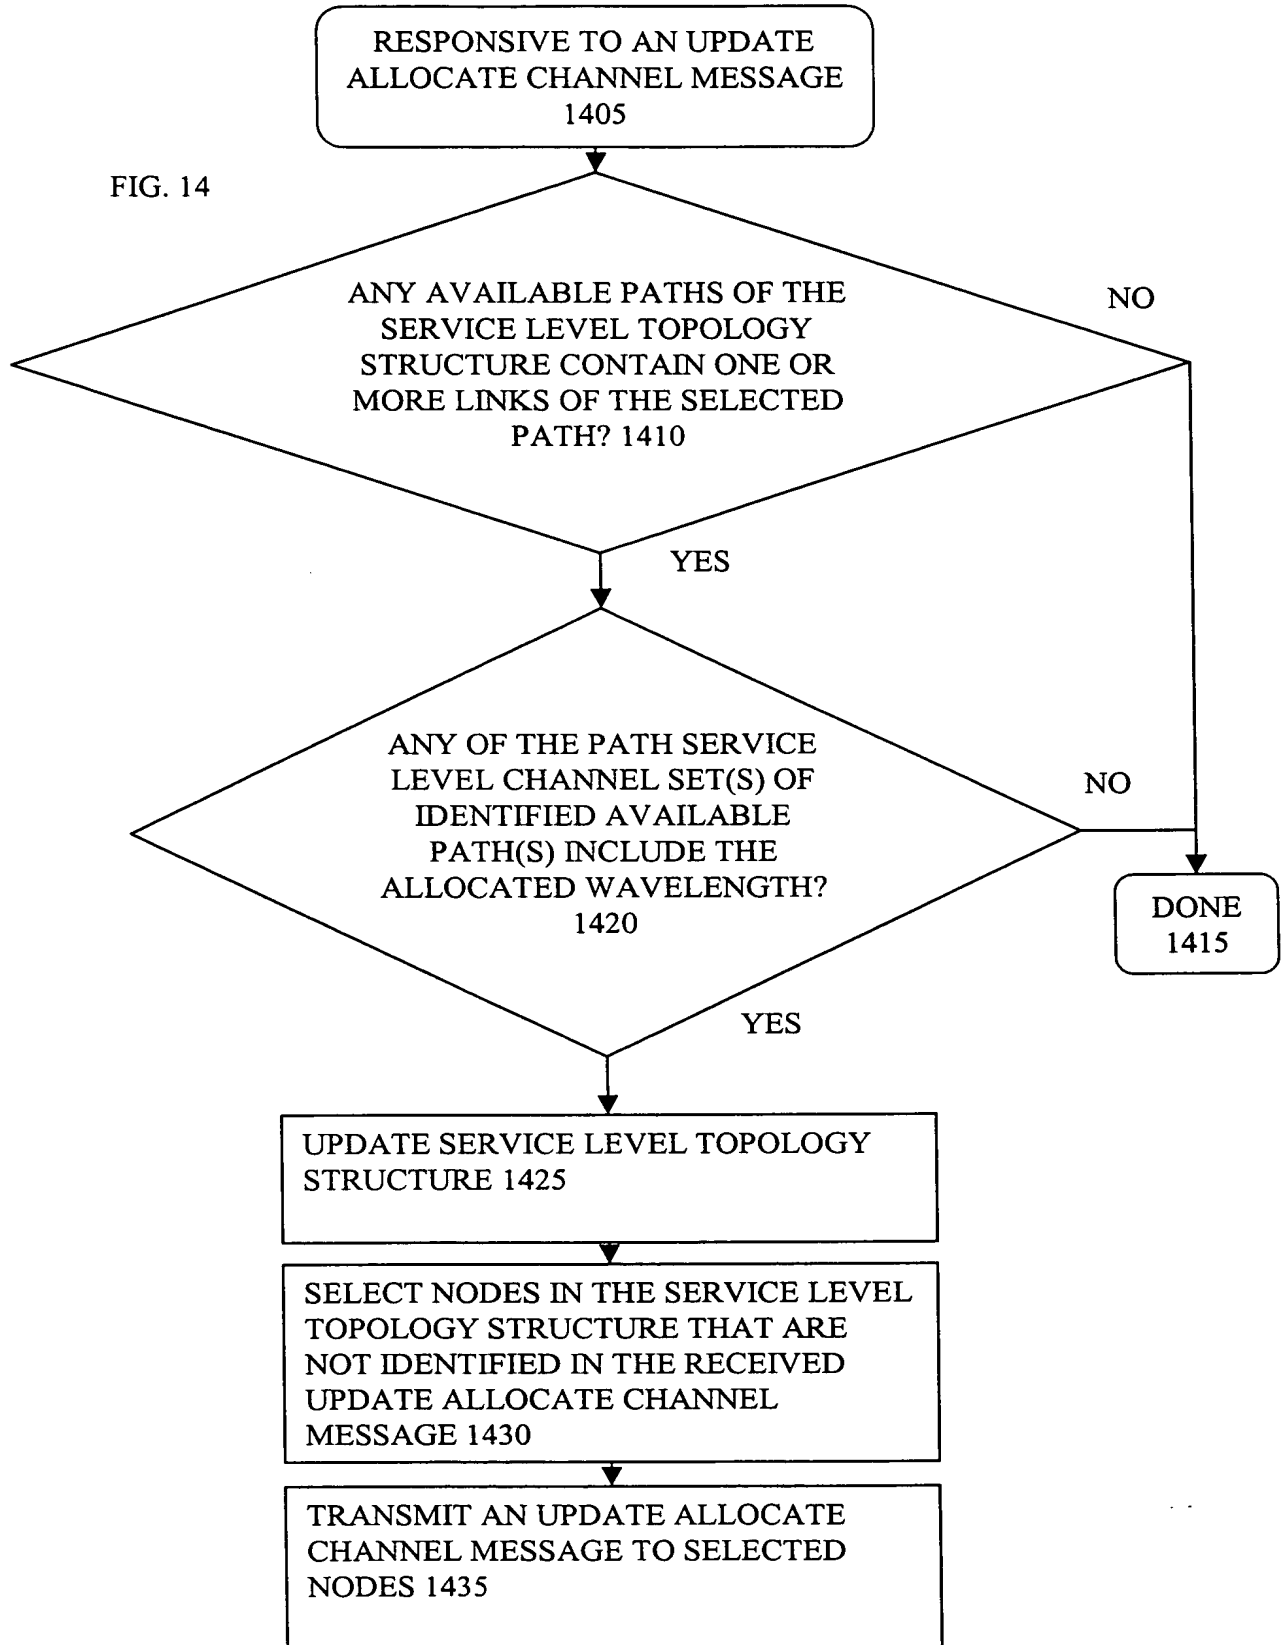 RESPONSIVE TO AN UPDATE
ALLOCATE CHANNEL MESSAGE
1405
FIG. 14
ANY AVAILABLE PATHS OF THE
SERVICE LEVEL TOPOLOGY
STRUCTURE CONTAIN ONE OR
MORE LINKS OF THE SELECTED
PATH? 1410
NO
YES
ANY OF THE PATH SERVICE
LEVEL CHANNEL SET(S) OF
IDENTIFIED AVAILABLE
PATH(S) INCLUDE THE
ALLOCATED WAVELENGTH?
1420
NO
DONE
1415
YES
UPDATE SERVICE LEVEL TOPOLOGY
STRUCTURE 1425
SELECT NODES IN THE SERVICE LEVEL
TOPOLOGY STRUCTURE THAT ARE
NOT IDENTIFIED IN THE RECEIVED
UPDATE ALLOCATE CHANNEL
MESSAGE 1430
TRANSMIT AN UPDATE ALLOCATE
CHANNEL MESSAGE TO SELECTED
NODES 1435